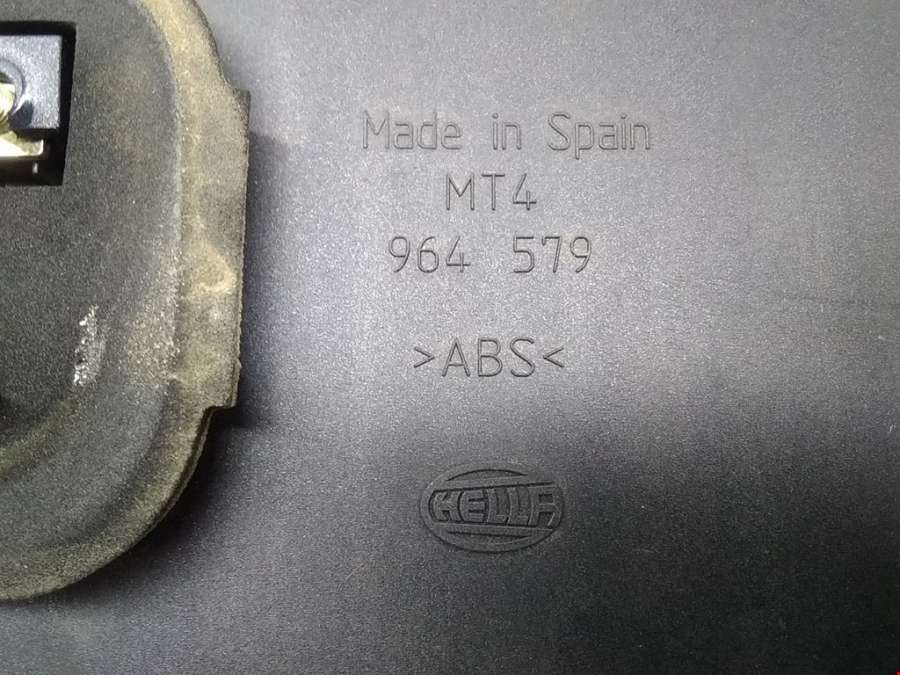 Made in Spain
MT4
964 579
>ABS<
HELLA